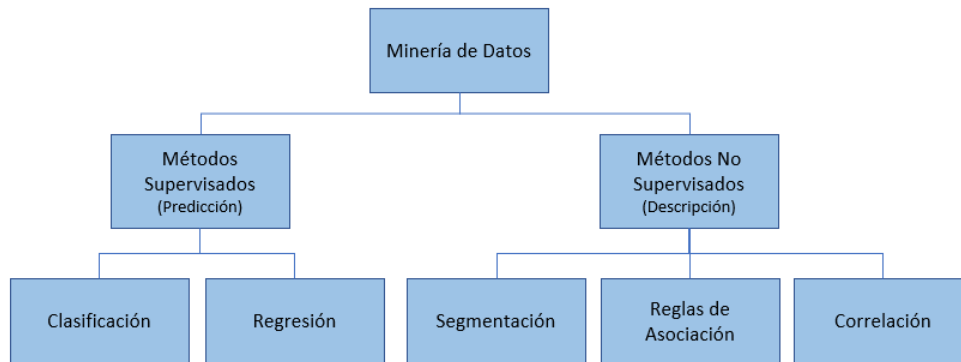 Minería de Datos
Métodos
Supervisados
(Predicción)
Métodos No
Supervisados
(Descripción)
Clasificación
Regresión
Segmentación
Reglas de
Asociación
Correlación